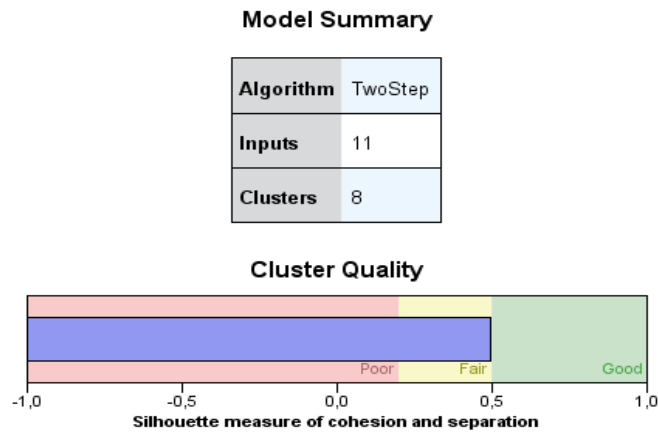 Model Summary
Algorithm TwoStep
Inputs 11
Clusters 8
Cluster Quality
Poor Fair Good
-1,0 -0,5 0,0 0,5 1,0
Silhouette measure of cohesion and separation